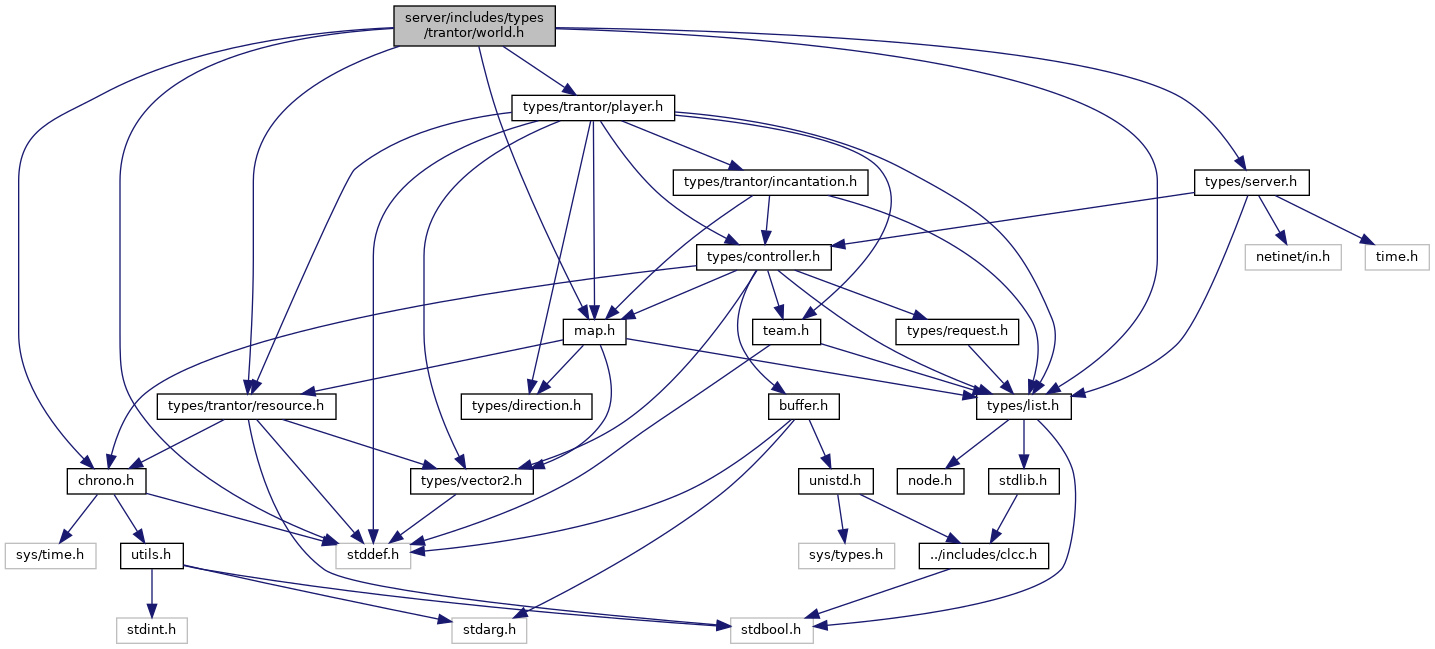 server/includes/types
/trantor/world.h
types/trantor/player.h
types/trantor/incantation.h
types/server.h
types/controller.h
netinet/in.h
time.h
map.h
team.h
types/request.h
types/trantor/resource.h
types/direction.h
buffer.h
types/list.h
chrono.h
types/vector2.h
unistd.h
node.h
stdlib.h
sys/time.h
utils.h
stddef.h
sys/types.h
../includes/clcc.h
stdint.h
stdarg.h
stdbool.h